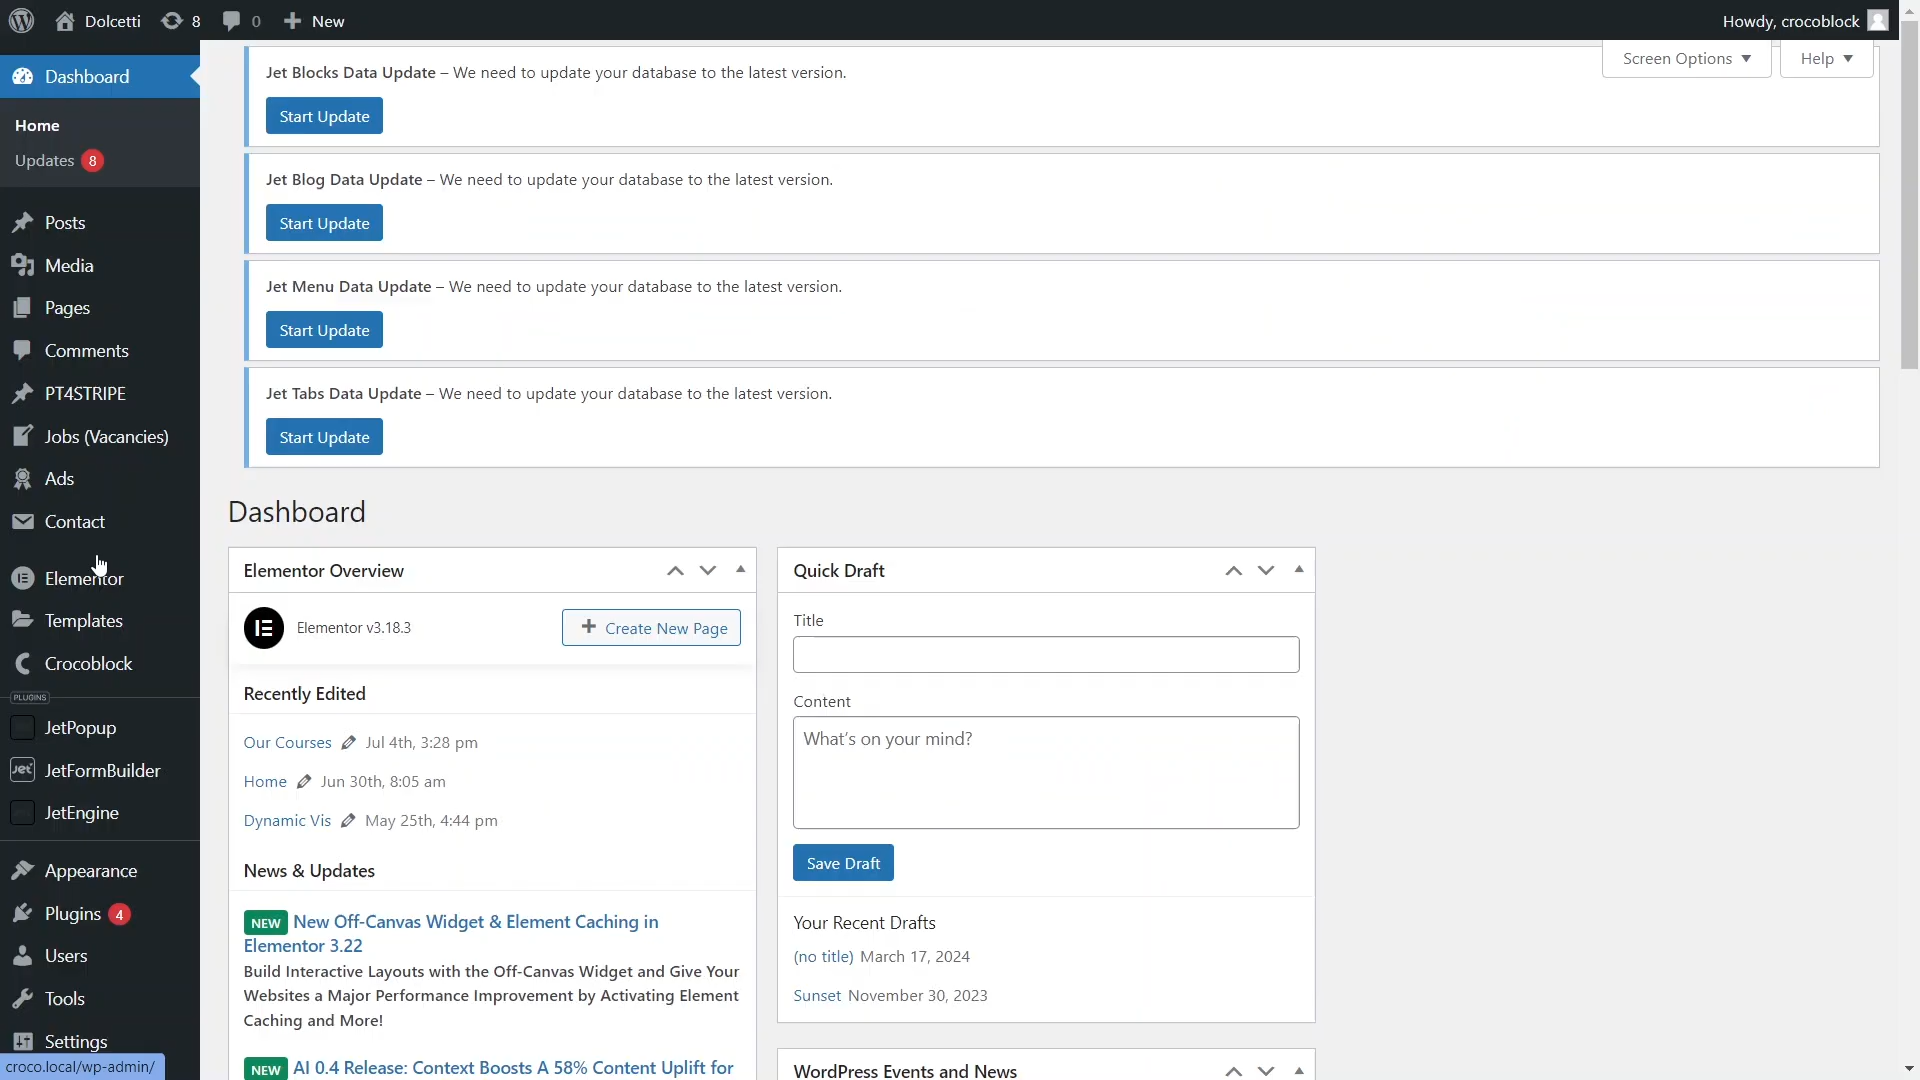 Dolcetti 8 0 New
Howdy, crocoblock
Dashboard
Home
Updates 8
Posts
Media
Pages
Comments
PT4STRIPE
Jobs (Vacancies)
Ads
Contact
Elementor
Templates
Crocoblock
PLUGINS
JetPopup
Jet JetFormBuilder
JetEngine
Appearance
Plugins 4
Users
Tools
Settings
croco.local/wp-admin/
Screen Options Help
Jet Blocks Data Update – We need to update your database to the latest version.
Start Update
Jet Blog Data Update – We need to update your database to the latest version.
Start Update
Jet Menu Data Update – We need to update your database to the latest version.
Start Update
Jet Tabs Data Update – We need to update your database to the latest version.
Start Update
Dashboard
Elementor Overview
Elementor v3.18.3
Create New Page
Recently Edited
Our Courses Jul 4th, 3:28 pm
Home Jun 30th, 8:05 am
Dynamic Vis May 25th, 4:44 pm
News & Updates
NEW New Off-Canvas Widget & Element Caching in
Elementor 3.22
Build Interactive Layouts with the Off-Canvas Widget and Give Your
Websites a Major Performance Improvement by Activating Element
Caching and More!
NEW AI 0.4 Release: Context Boosts A 58% Content Uplift for
Quick Draft
Title
Content
What's on your mind?
Save Draft
Your Recent Drafts
(no title) March 17, 2024
Sunset November 30, 2023
WordPress Events and News